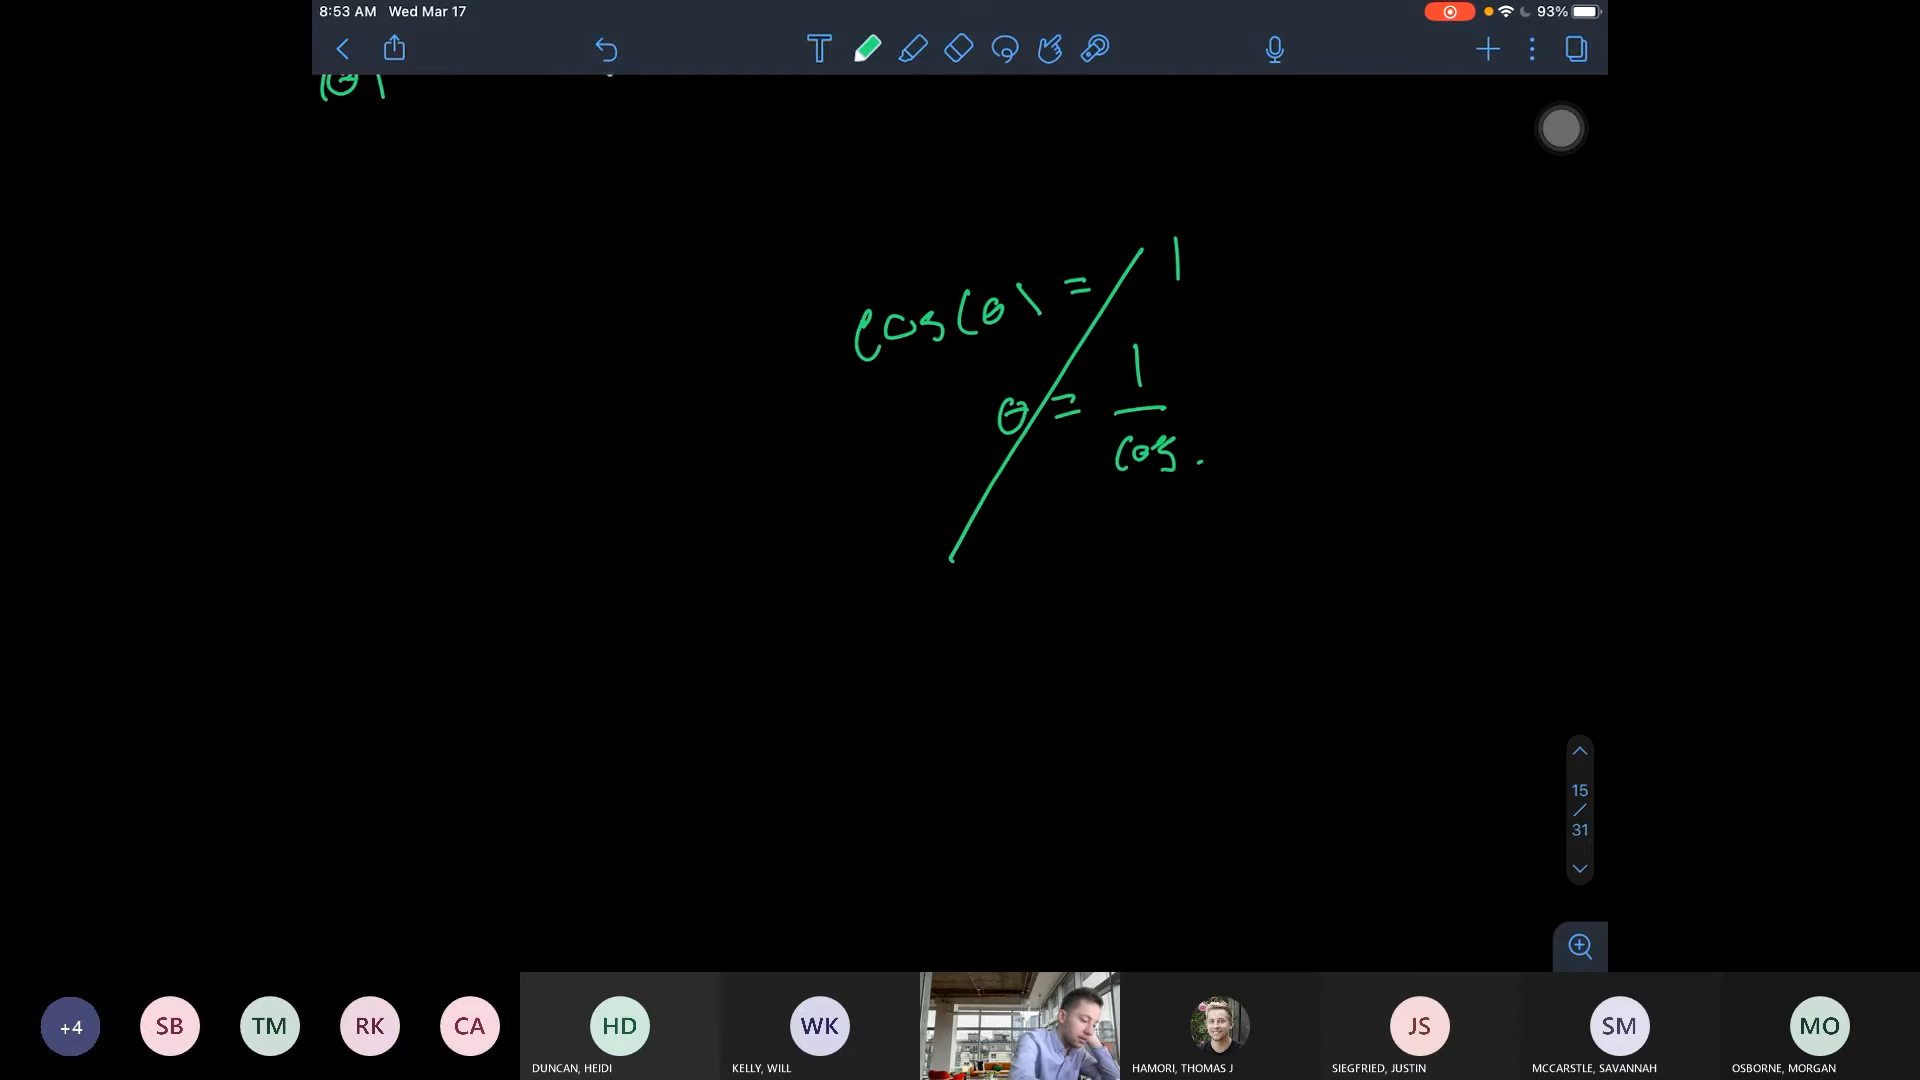 8:53 AM Wed Mar 17
93%
(θ)
cos(θ) = 1
θ = 1
cos.
15
/
31
+4
SB
TM
RK
CA
HD
WK
JS
SM
MO
DUNCAN, HEIDI
KELLY, WILL
HAMORI, THOMAS J
SIEGFRIED, JUSTIN
MCCARSTLE, SAVANNAH
OSBORNE, MORGAN